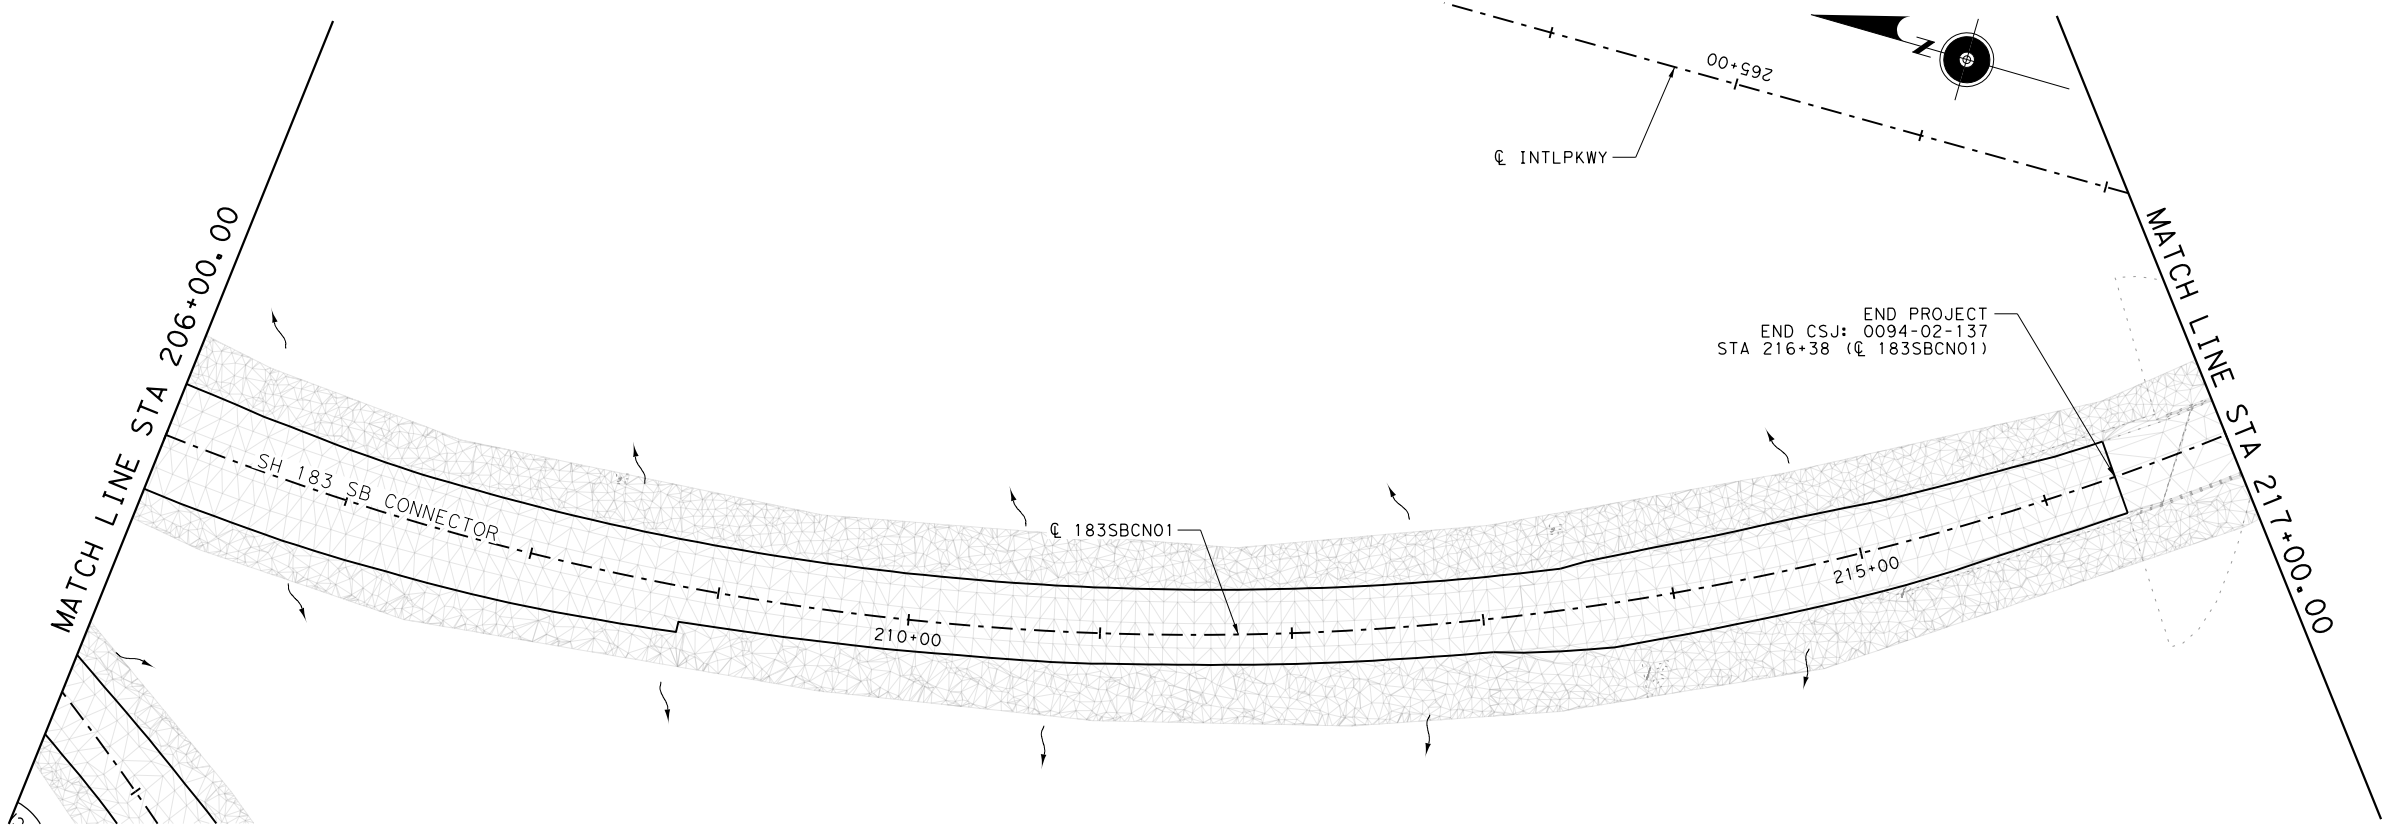 265+00
N
℄ INTLPKWY
MATCH LINE STA 206+00.00
MATCH LINE STA 217+00.00
END PROJECT
END CSJ: 0094-02-137
STA 216+38 (℄ 183SBCN01)
SH 183 SB CONNECTOR
℄ 183SBCN01
210+00
215+00